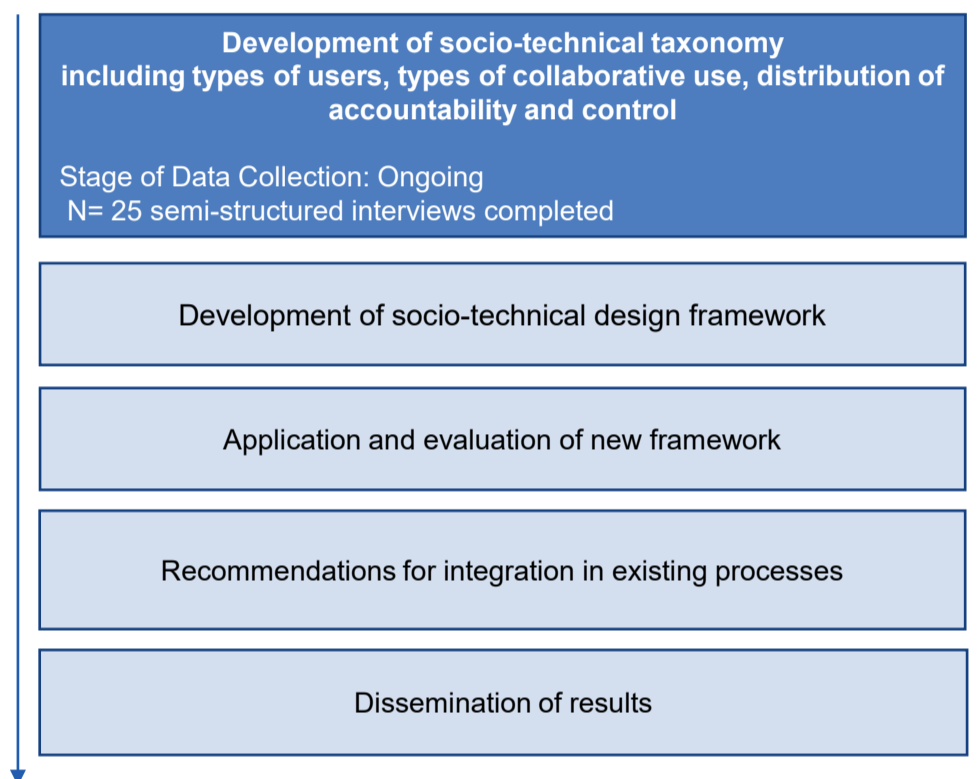 Development of socio-technical taxonomy
including types of users, types of collaborative use, distribution of
accountability and control
Stage of Data Collection: Ongoing
N= 25 semi-structured interviews completed
Development of socio-technical design framework
Application and evaluation of new framework
Recommendations for integration in existing processes
Dissemination of results